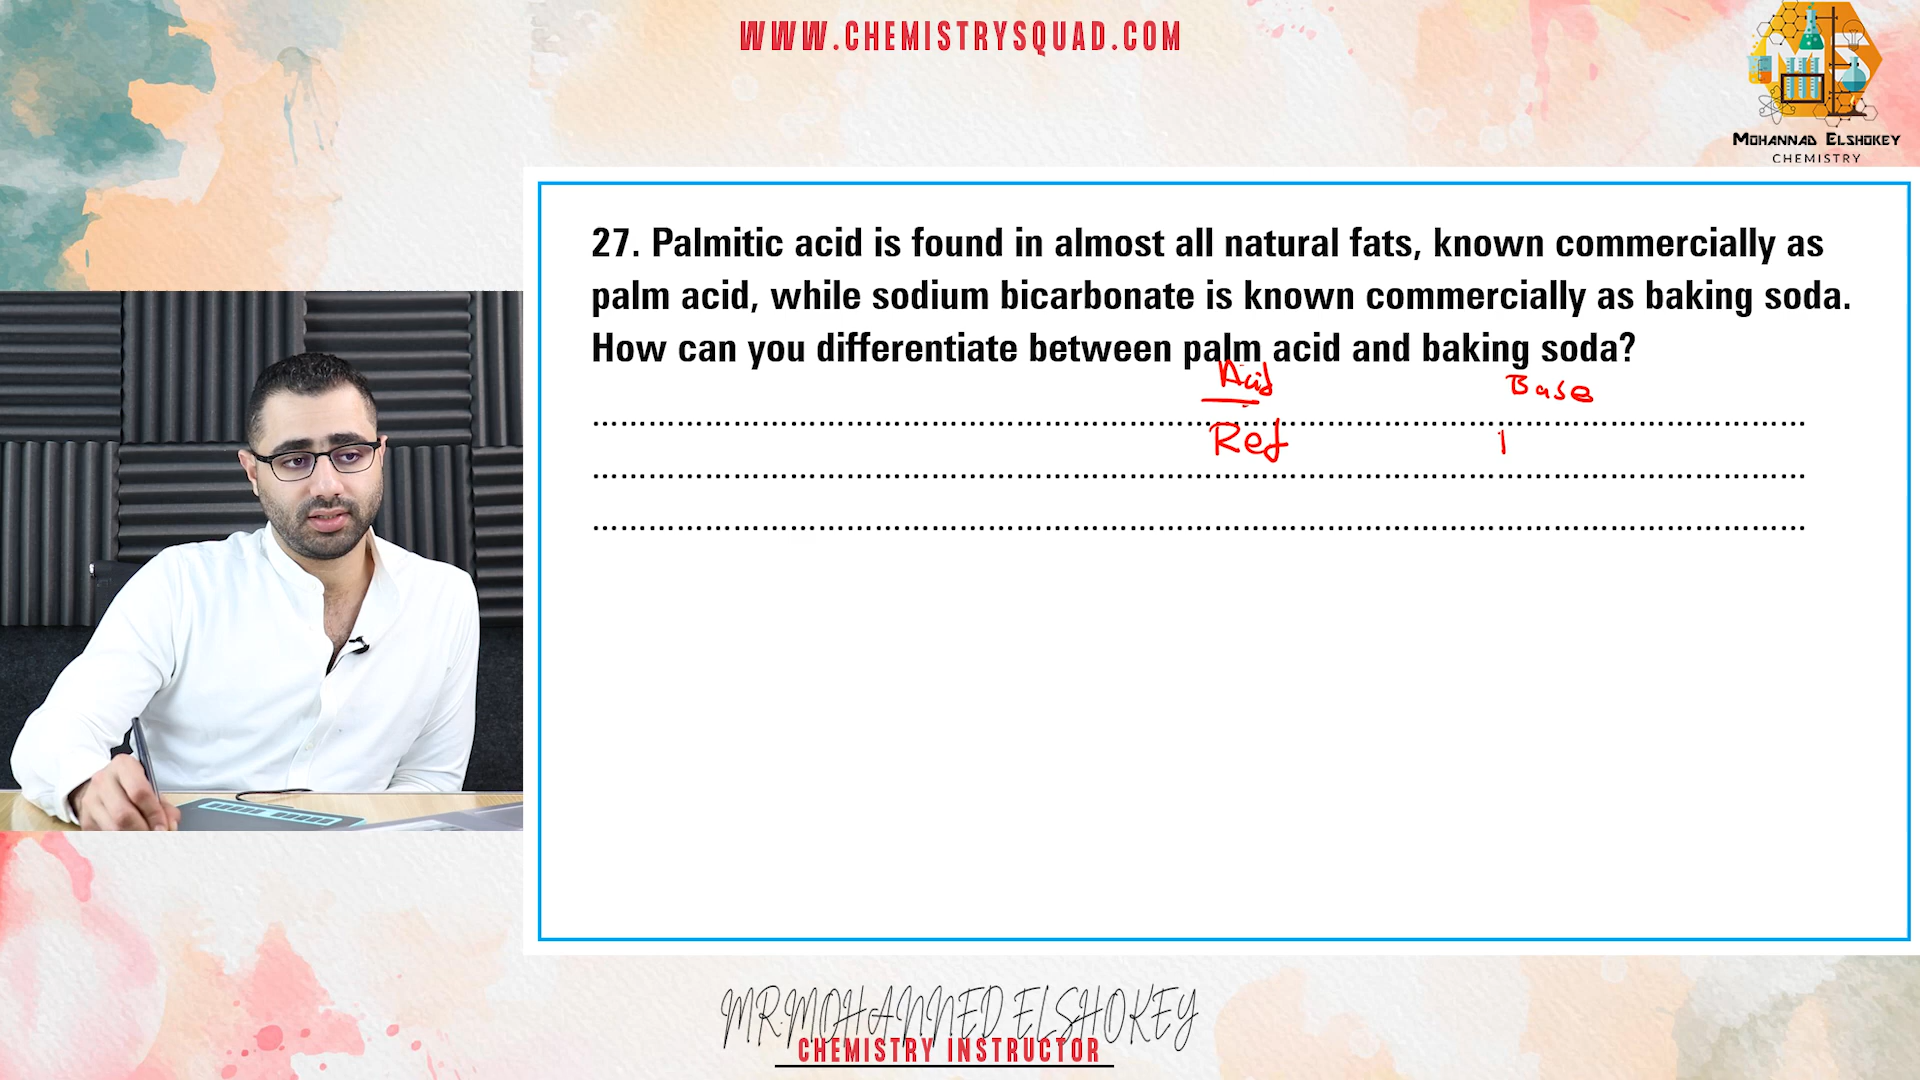 WWW.CHEMISTRYSQUAD.COM
MS
MOHANNAD ELSHOKEY
CHEMISTRY
27. Palmitic acid is found in almost all natural fats, known commercially as
palm acid, while sodium bicarbonate is known commercially as baking soda.
How can you differentiate between palm acid and baking soda?
Acid Base
Red
MR.MOHANNED ELSHOKEY
CHEMISTRY INSTRUCTOR